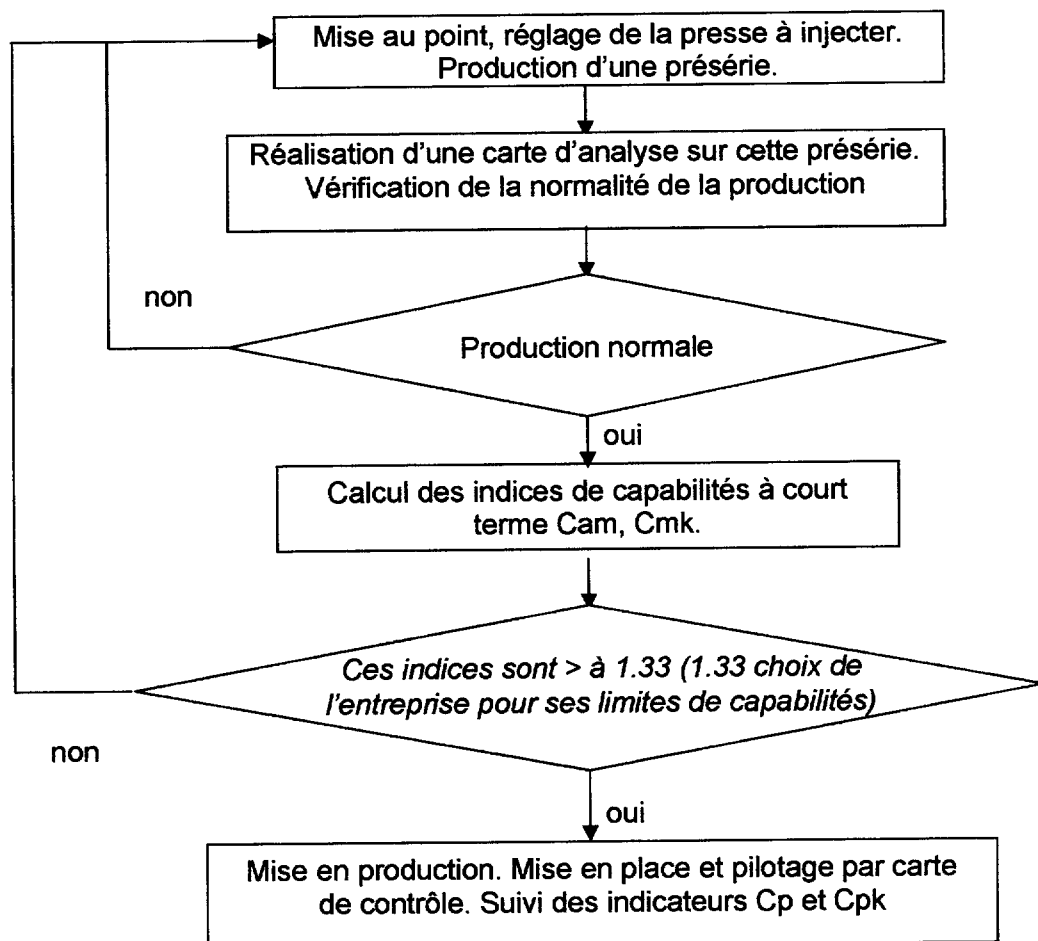 Mise au point, réglage de la presse à injecter.
Production d'une présérie.
Réalisation d'une carte d'analyse sur cette présérie.
Vérification de la normalité de la production
non
Production normale
oui
Calcul des indices de capabilités à court
terme Cam, Cmk.
Ces indices sont > à 1.33 (1.33 choix de
l'entreprise pour ses limites de capabilités)
non
oui
Mise en production. Mise en place et pilotage par carte
de contrôle. Suivi des indicateurs Cp et Cpk